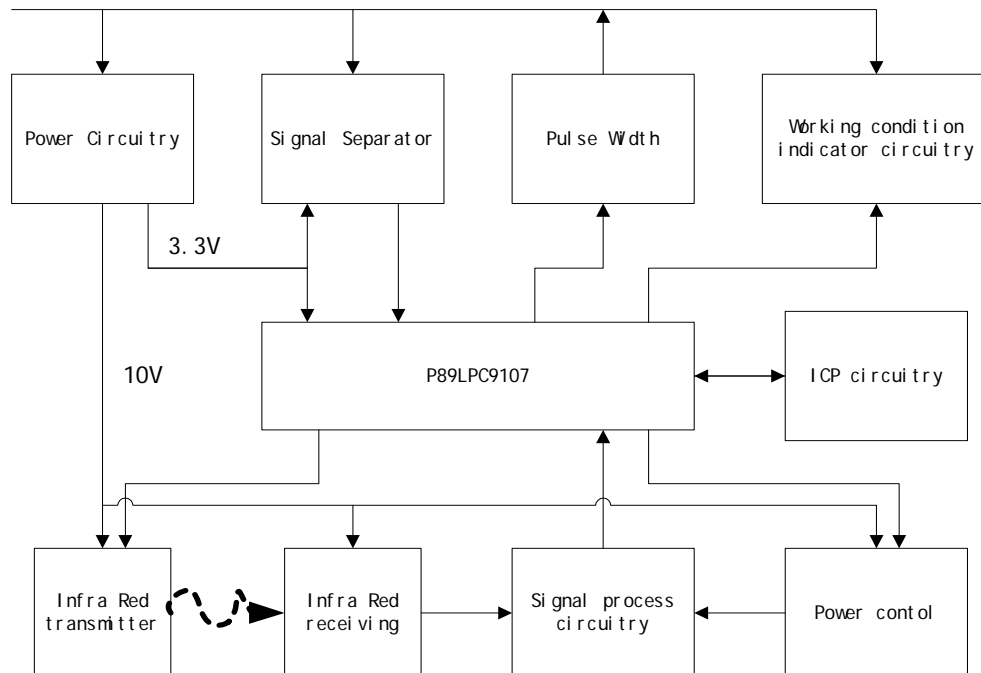 Power Circuitry
Signal Separator
Pulse Width
Working condition
indicator circuitry
3.3V
10V
P89LPC9107
ICP circuitry
Infra Red
transmitter
Infra Red
receiving
Signal process
circuitry
Power contol